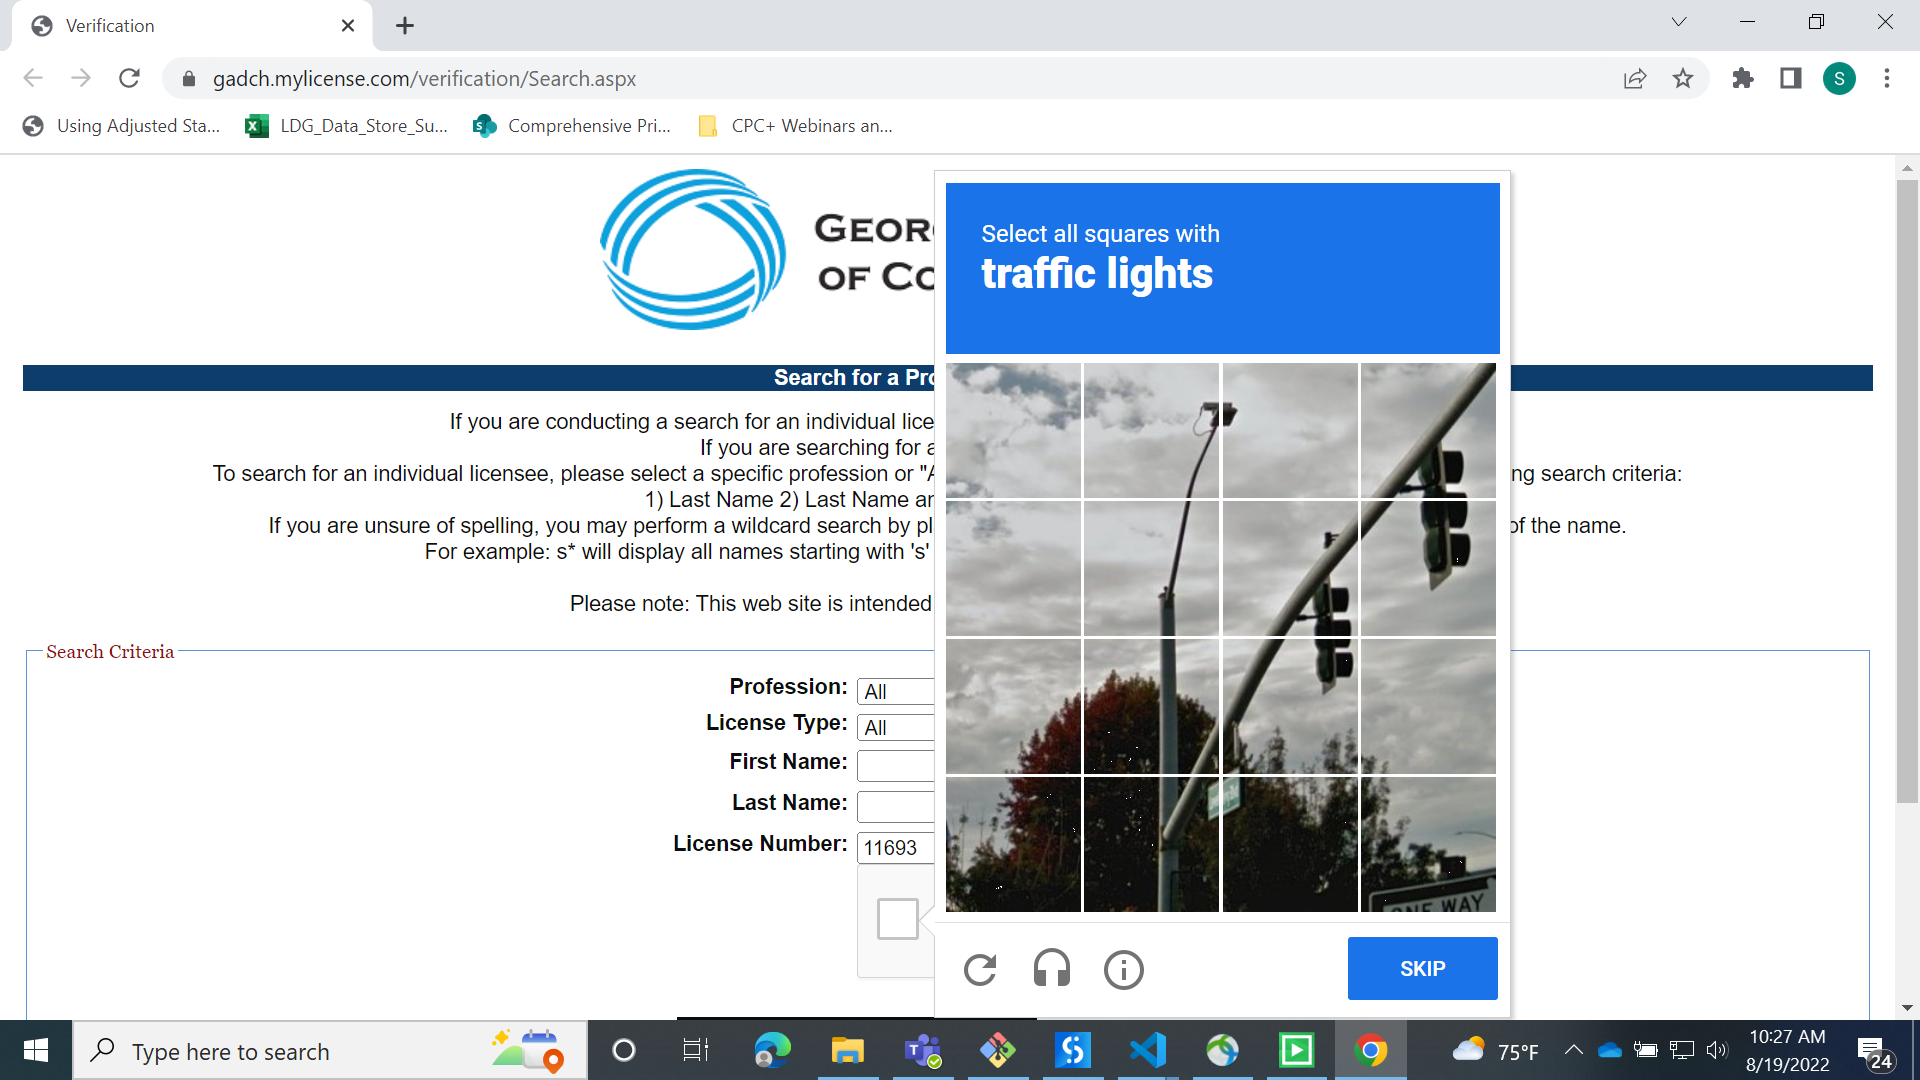 Verification
gadch.mylicense.com/verification/Search.aspx
S
Using Adjusted Sta...
LDG_Data_Store_Su...
Comprehensive Pri...
CPC+ Webinars an...
GEOR
OF CO
Select all squares with
traffic lights
Search for a Pro
If you are conducting a search for an individual lice
If you are searching for a
To search for an individual licensee, please select a specific profession or "A
ng search criteria:
1) Last Name 2) Last Name an
If you are unsure of spelling, you may perform a wildcard search by pl
of the name.
For example: s* will display all names starting with 's'
Please note: This web site is intended
Search Criteria
Profession: All
License Type: All
First Name:
Last Name:
License Number: 11693
ONE WAY
SKIP
Type here to search
75°F
10:27 AM
8/19/2022
24